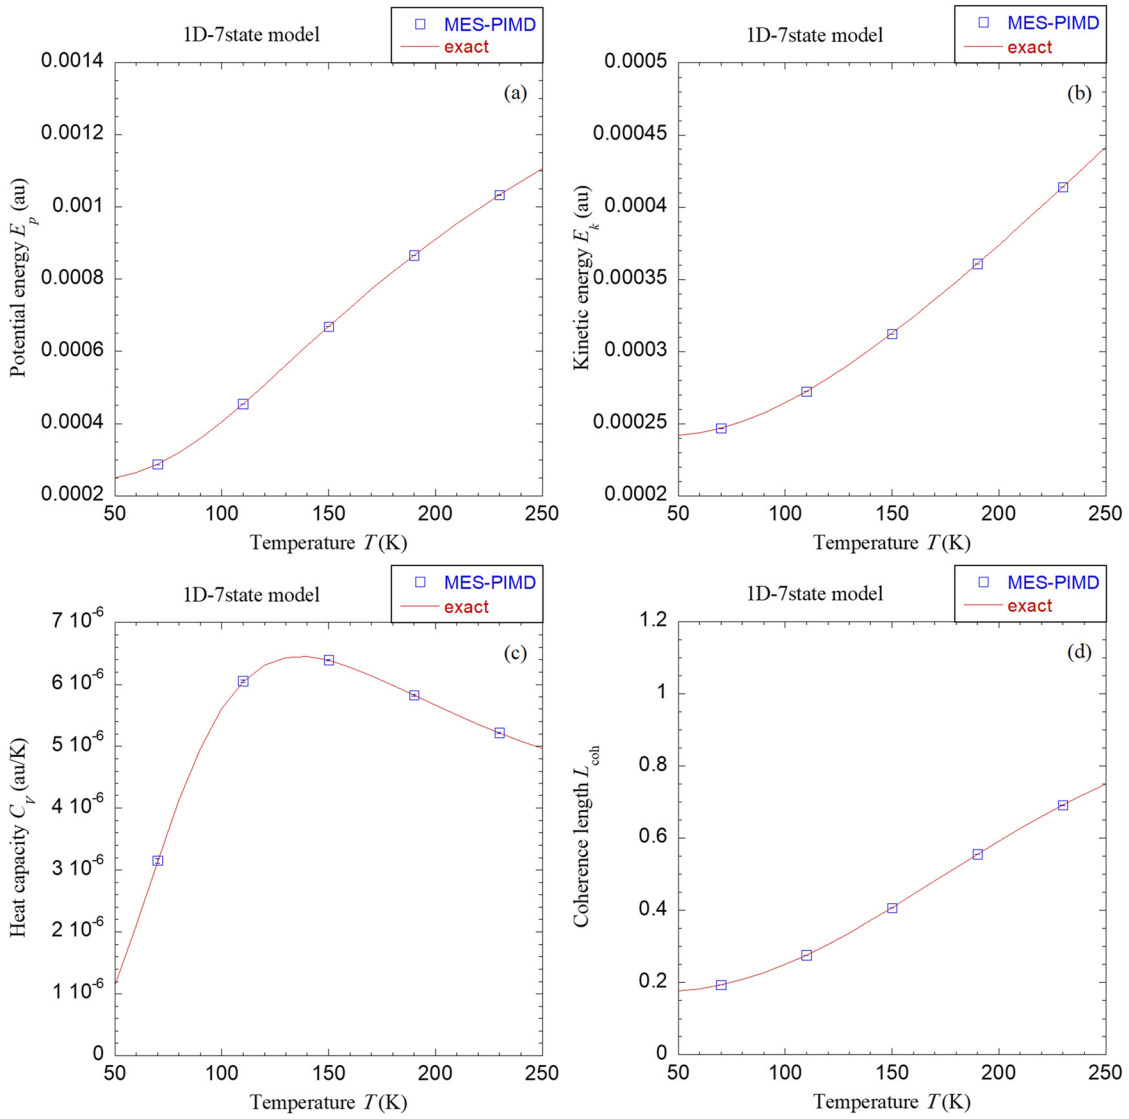 1D-7state model
MES-PIMD
exact
(a)
0.0014
0.0012
0.001
0.0008
0.0006
0.0004
0.0002
Potential energy E_p (au)
50 100 150 200 250
Temperature T (K)
1D-7state model
MES-PIMD
exact
(b)
0.0005
0.00045
0.0004
0.00035
0.0003
0.00025
0.0002
Kinetic energy E_k (au)
50 100 150 200 250
Temperature T (K)
1D-7state model
MES-PIMD
exact
(c)
7 10^-6
6 10^-6
5 10^-6
4 10^-6
3 10^-6
2 10^-6
1 10^-6
0
Heat capacity C_V (au/K)
50 100 150 200 250
Temperature T (K)
1D-7state model
MES-PIMD
exact
(d)
1.2
1
0.8
0.6
0.4
0.2
0
Coherence length L_coh
50 100 150 200 250
Temperature T (K)